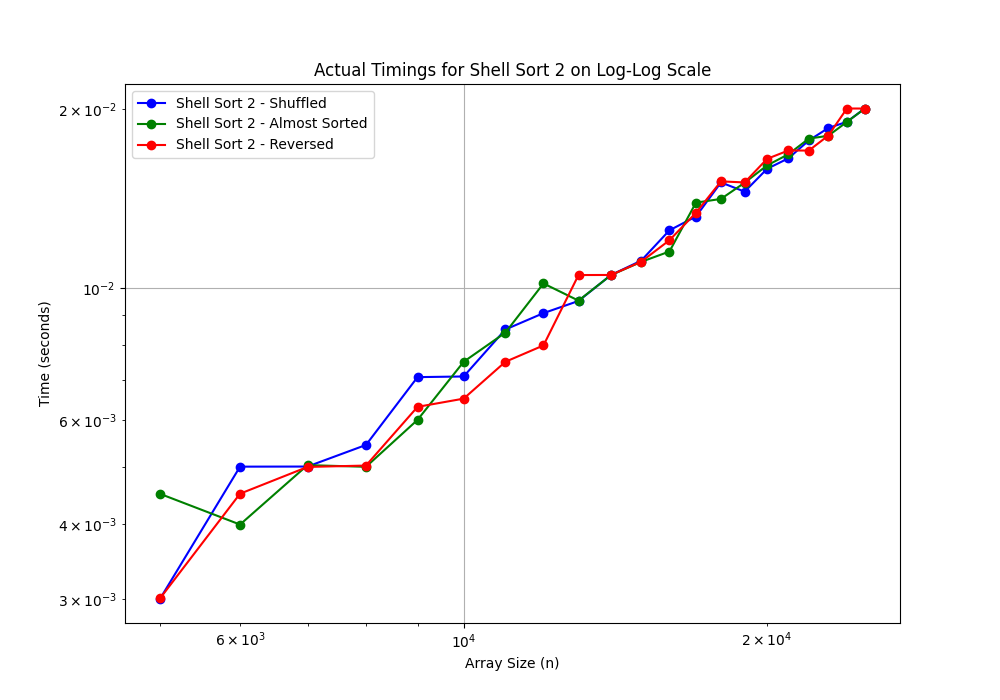 Actual Timings for Shell Sort 2 on Log-Log Scale
Shell Sort 2 - Shuffled
Shell Sort 2 - Almost Sorted
Shell Sort 2 - Reversed
Time (seconds)
2 × 10⁻²
10⁻²
6 × 10⁻³
4 × 10⁻³
3 × 10⁻³
6 × 10³
10⁴
2 × 10⁴
Array Size (n)